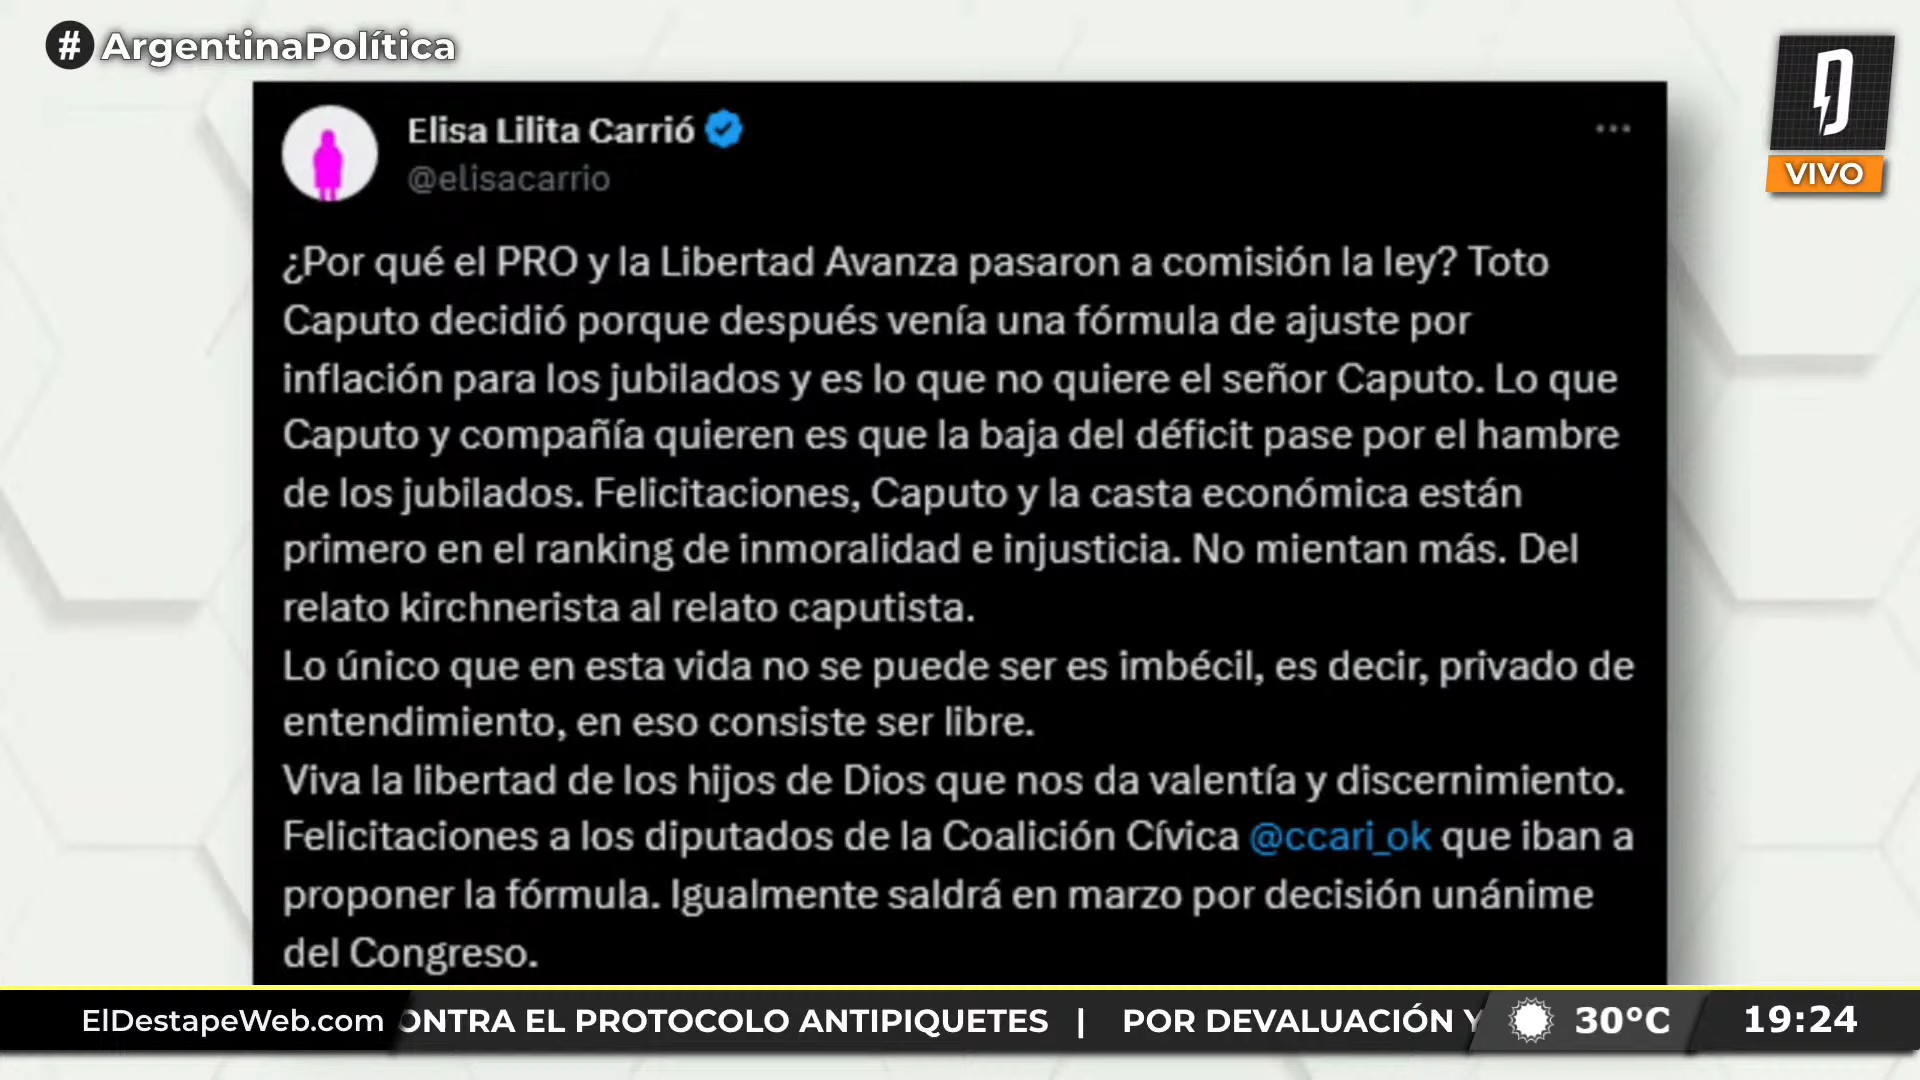 # ArgentinaPolítica
VIVO
Elisa Lilita Carrió
@elisacarrio
¿Por qué el PRO y la Libertad Avanza pasaron a comisión la ley? Toto
Caputo decidió porque después venía una fórmula de ajuste por
inflación para los jubilados y es lo que no quiere el señor Caputo. Lo que
Caputo y compañía quieren es que la baja del déficit pase por el hambre
de los jubilados. Felicitaciones, Caputo y la casta económica están
primero en el ranking de inmoralidad e injusticia. No mientan más. Del
relato kirchnerista al relato caputista.
Lo único que en esta vida no se puede ser es imbécil, es decir, privado de
entendimiento, en eso consiste ser libre.
Viva la libertad de los hijos de Dios que nos da valentía y discernimiento.
Felicitaciones a los diputados de la Coalición Cívica @ccari_ok que iban a
proponer la fórmula. Igualmente saldrá en marzo por decisión unánime
del Congreso.
ElDestapeWeb.com ONTRA EL PROTOCOLO ANTIPIQUETES | POR DEVALUACIÓN Y 30°C 19:24